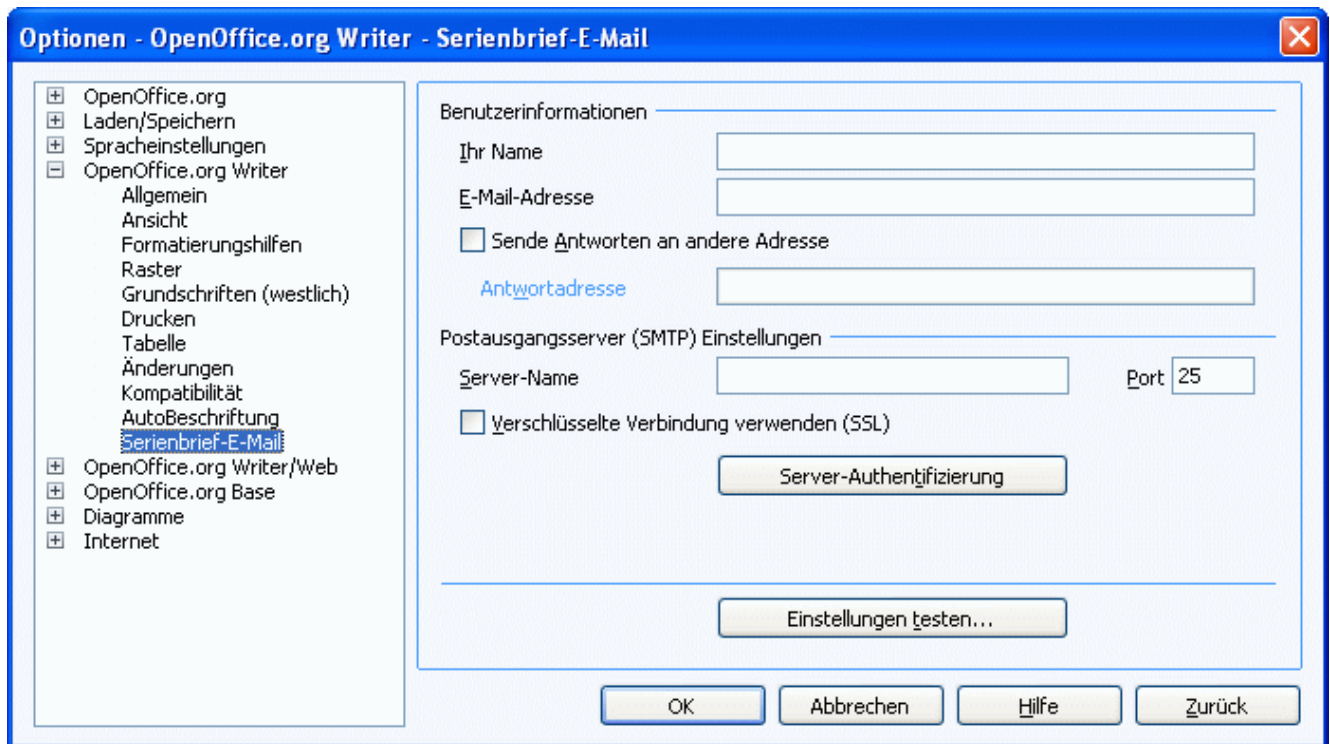 Optionen - OpenOffice.org Writer - Serienbrief-E-Mail
OpenOffice.org
Laden/Speichern
Spracheinstellungen
OpenOffice.org Writer
Allgemein
Ansicht
Formatierungshilfen
Raster
Grundschriften (westlich)
Drucken
Tabelle
Änderungen
Kompatibilität
AutoBeschriftung
Serienbrief-E-Mail
OpenOffice.org Writer/Web
OpenOffice.org Base
Diagramme
Internet
Benutzerinformationen
Ihr Name
E-Mail-Adresse
Sende Antworten an andere Adresse
Antwortadresse
Postausgangsserver (SMTP) Einstellungen
Server-Name
Port 25
Verschlüsselte Verbindung verwenden (SSL)
Server-Authentifizierung
Einstellungen testen...
OK Abbrechen Hilfe Zurück